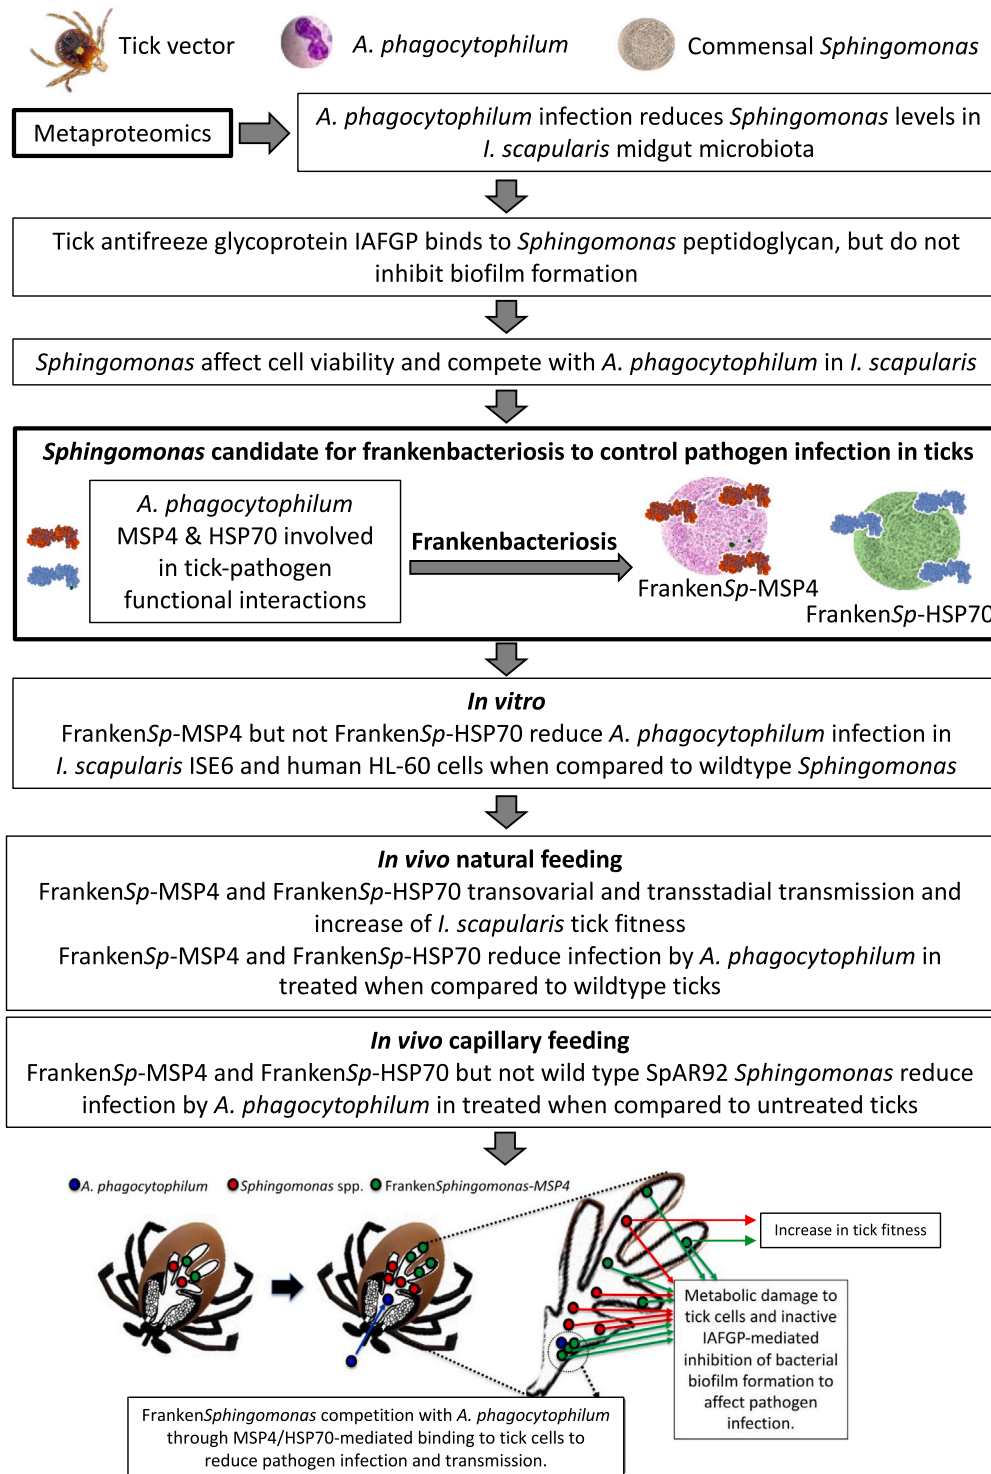 Tick vector
A. phagocytophilum
Commensal Sphingomonas
Metaproteomics
A. phagocytophilum infection reduces Sphingomonas levels in
I. scapularis midgut microbiota
Tick antifreeze glycoprotein IAFGP binds to Sphingomonas peptidoglycan, but do not
inhibit biofilm formation
Sphingomonas affect cell viability and compete with A. phagocytophilum in I. scapularis
Sphingomonas candidate for frankenbacteriosis to control pathogen infection in ticks
A. phagocytophilum
MSP4 & HSP70 involved
in tick-pathogen
functional interactions
Frankenbacteriosis
FrankenSp-MSP4
FrankenSp-HSP70
In vitro
FrankenSp-MSP4 but not FrankenSp-HSP70 reduce A. phagocytophilum infection in
I. scapularis ISE6 and human HL-60 cells when compared to wildtype Sphingomonas
In vivo natural feeding
FrankenSp-MSP4 and FrankenSp-HSP70 transovarial and transstadial transmission and
increase of I. scapularis tick fitness
FrankenSp-MSP4 and FrankenSp-HSP70 reduce infection by A. phagocytophilum in
treated when compared to wildtype ticks
In vivo capillary feeding
FrankenSp-MSP4 and FrankenSp-HSP70 but not wild type SpAR92 Sphingomonas reduce
infection by A. phagocytophilum in treated when compared to untreated ticks
A. phagocytophilum
Sphingomonas spp.
FrankenSphingomonas-MSP4
Increase in tick fitness
Metabolic damage to
tick cells and inactive
IAFGP-mediated
inhibition of bacterial
biofilm formation to
affect pathogen
infection.
FrankenSphingomonas competition with A. phagocytophilum
through MSP4/HSP70-mediated binding to tick cells to
reduce pathogen infection and transmission.